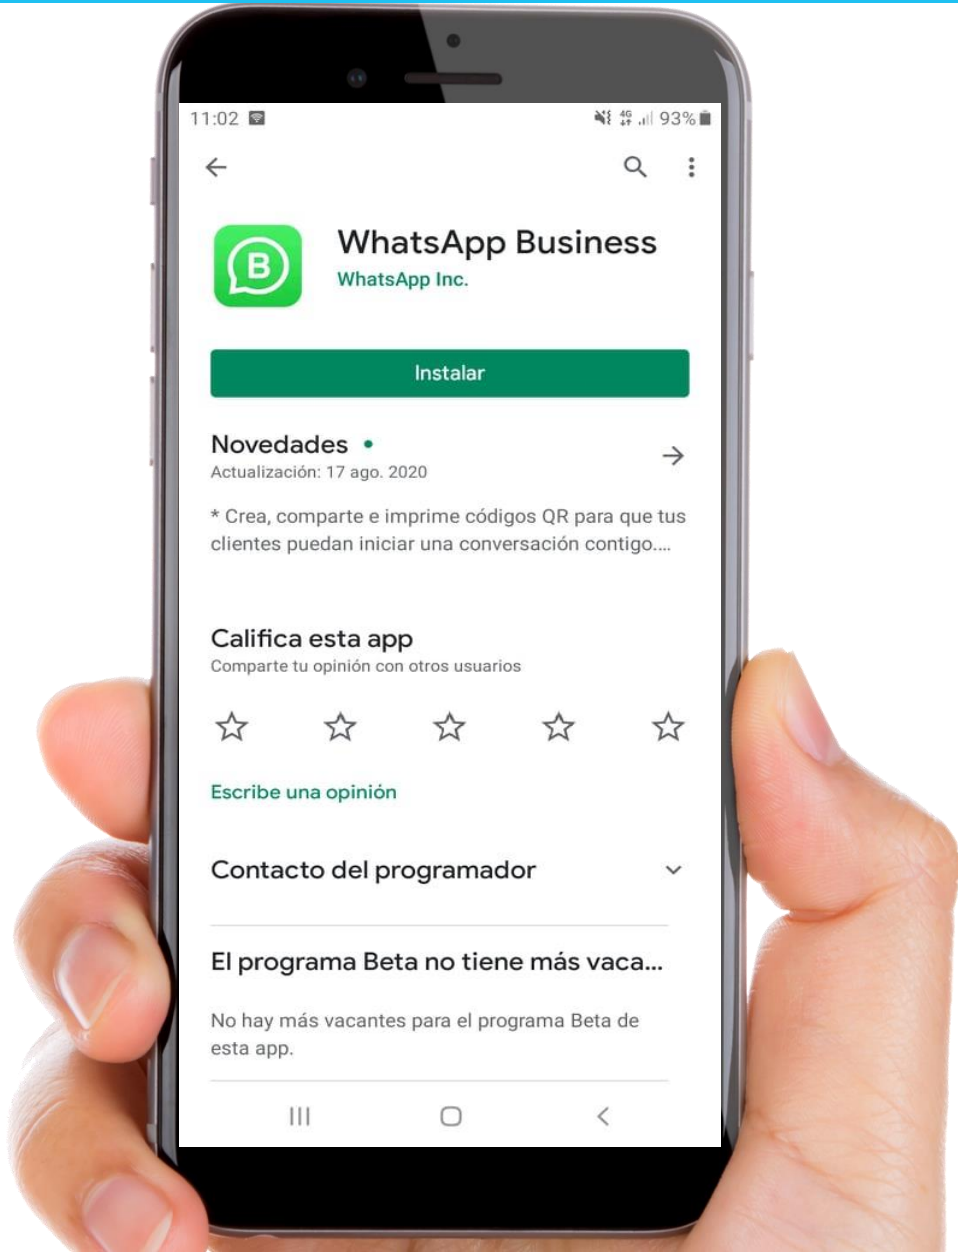 11:02
4G
93%
B
WhatsApp Business
WhatsApp Inc.
Instalar
Novedades •
Actualización: 17 ago. 2020
* Crea, comparte e imprime códigos QR para que tus
clientes puedan iniciar una conversación contigo....
Califica esta app
Comparte tu opinión con otros usuarios
Escribe una opinión
Contacto del programador
El programa Beta no tiene más vaca...
No hay más vacantes para el programa Beta de
esta app.